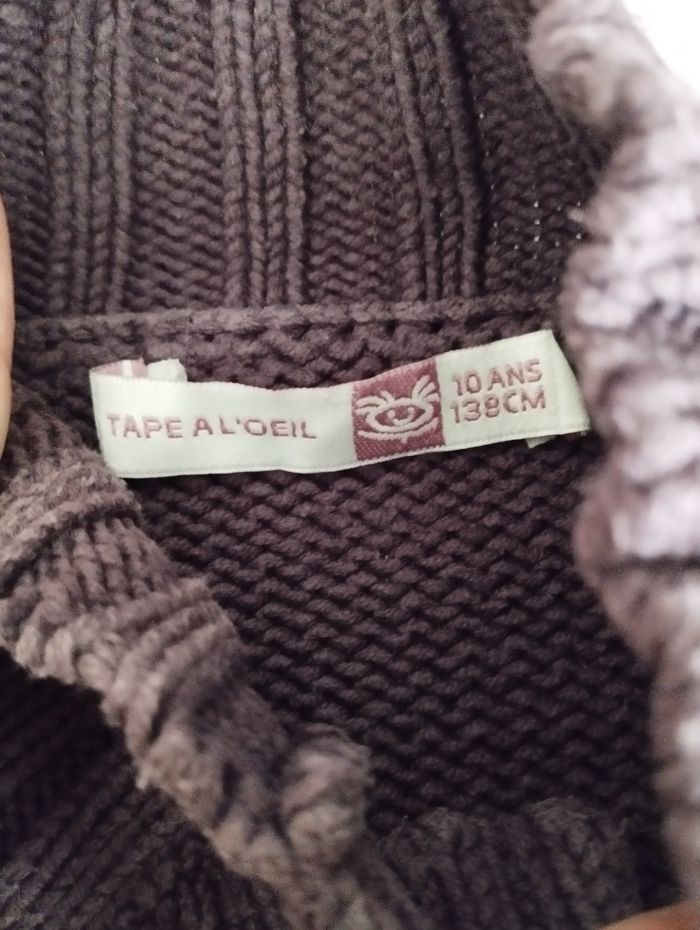 TAPE A L'OEIL
10 ANS
138CM